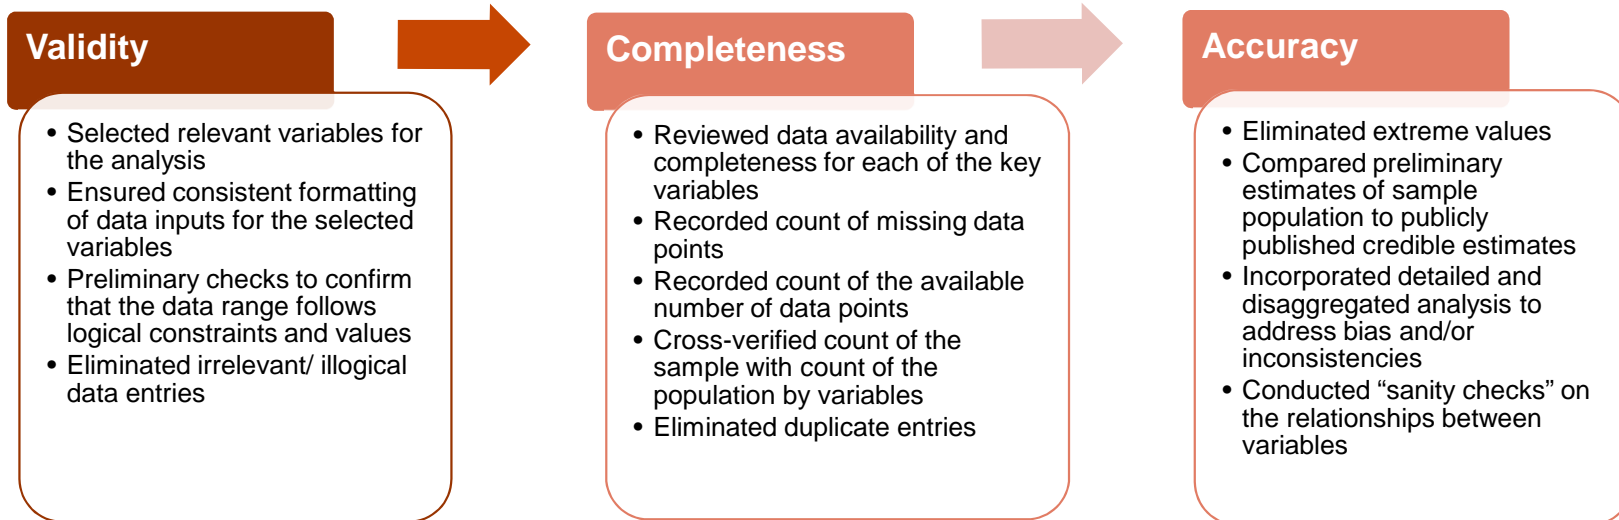 Validity
• Selected relevant variables for
the analysis
• Ensured consistent formatting
of data inputs for the selected
variables
• Preliminary checks to confirm
that the data range follows
logical constraints and values
• Eliminated irrelevant/ illogical
data entries
Completeness
• Reviewed data availability and
completeness for each of the key
variables
• Recorded count of missing data
points
• Recorded count of the available
number of data points
• Cross-verified count of the
sample with count of the
population by variables
• Eliminated duplicate entries
Accuracy
• Eliminated extreme values
• Compared preliminary
estimates of sample
population to publicly
published credible estimates
• Incorporated detailed and
disaggregated analysis to
address bias and/or
inconsistencies
• Conducted “sanity checks” on
the relationships between
variables